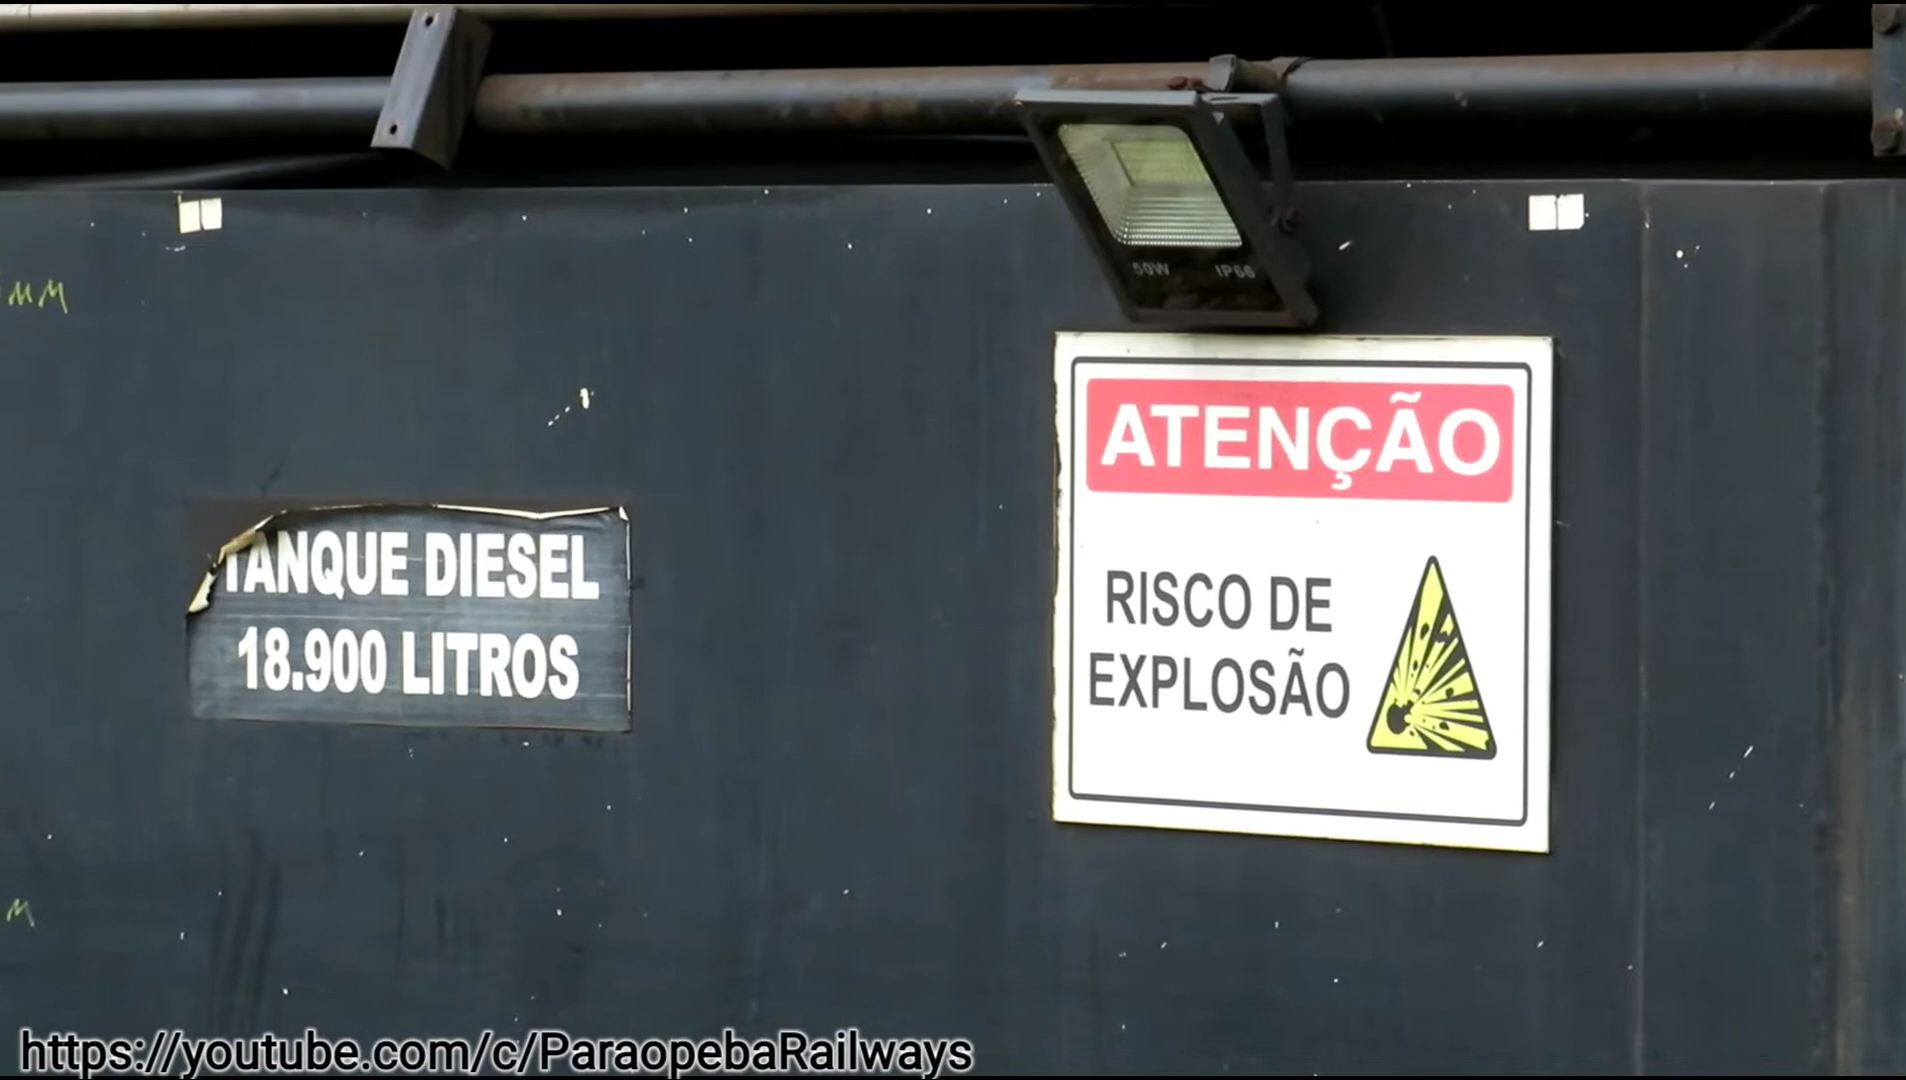 50W IP66
ATENÇÃO
RISCO DE
EXPLOSÃO
TANQUE DIESEL
18.900 LITROS
https://youtube.com/c/ParaopebaRailways